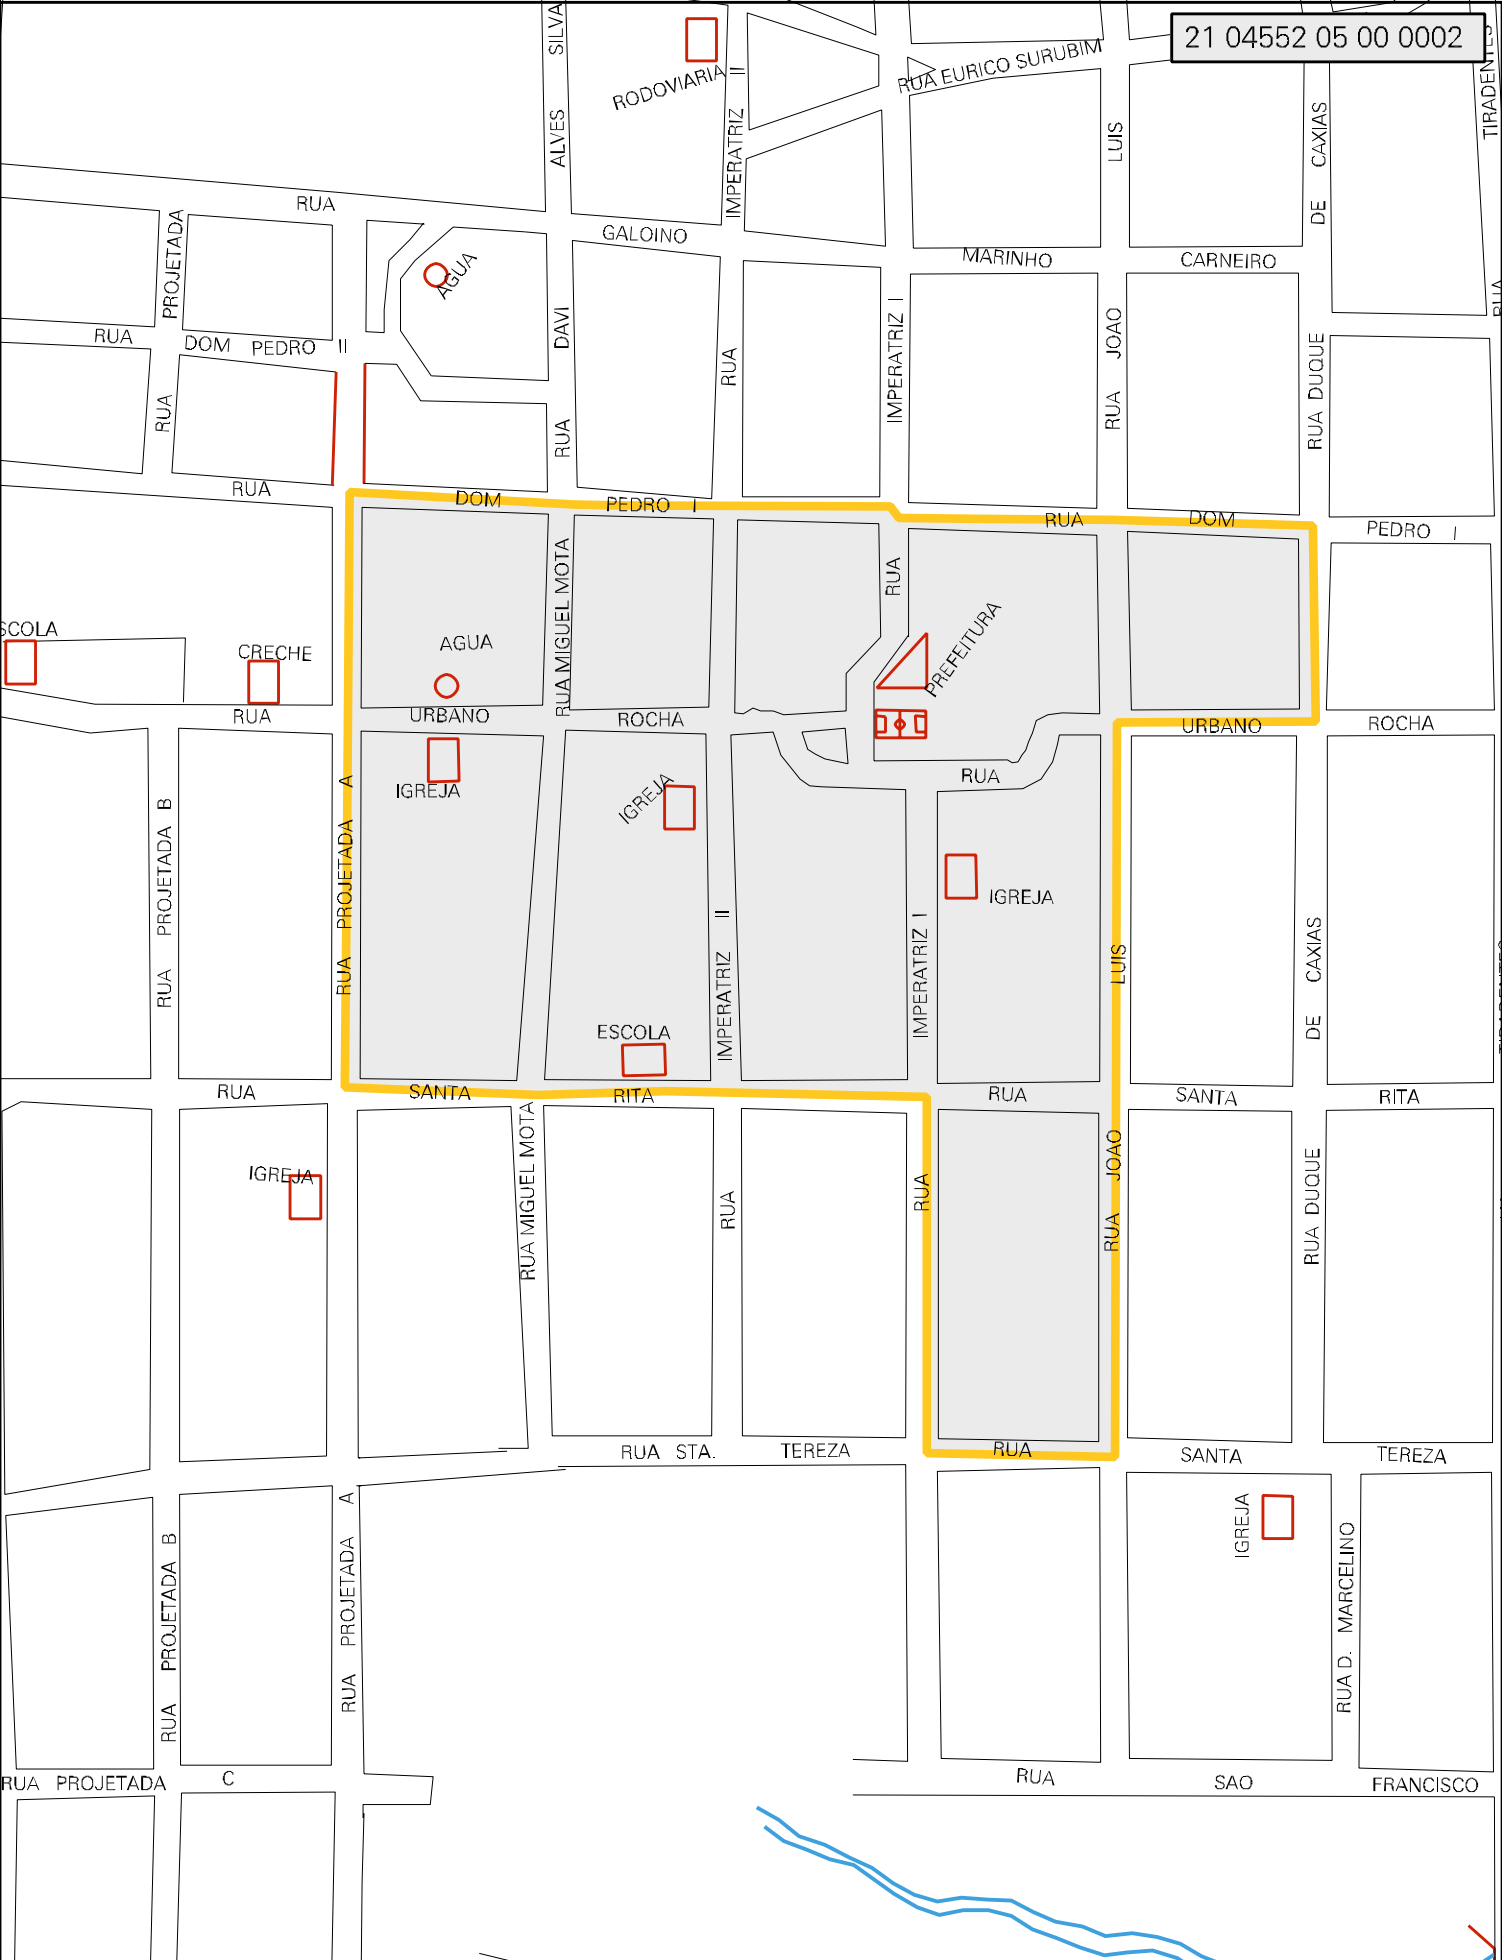 21 04552 05 00 0002
ALVES SILVA
RODOVIARIA
IMPERATRIZ II
RUA EURICO SURUBIM
LUIS
DE CAXIAS
TIRADENTES
RUA
GALOINO
MARINHO
CARNEIRO
PROJETADA
AGUA
RUA
RUA DOM PEDRO II
DAVI
RUA
IMPERATRIZ I
JOAO
RUA
RUA DUQUE
RUA
RUA
RUA
DOM
PEDRO I
RUA
DOM
PEDRO I
RUA MIGUEL MOTA
RUA
PREFEITURA
SCOLA
CRECHE
AGUA
RUA
URBANO
ROCHA
RUA
URBANO
ROCHA
IGREJA
IGREJA
IGREJA
RUA PROJETADA B
RUA PROJETADA A
IMPERATRIZ II
IMPERATRIZ I
LUIS
DE CAXIAS
ESCOLA
RUA
SANTA
RITA
RUA
SANTA
RITA
IGREJA
RUA MIGUEL MOTA
RUA
RUA
RUA JOAO
RUA DUQUE
RUA STA. TEREZA
RUA
SANTA
TEREZA
IGREJA
RUA PROJETADA B
RUA PROJETADA A
RUA D. MARCELINO
RUA PROJETADA C
RUA
SAO
FRANCISCO